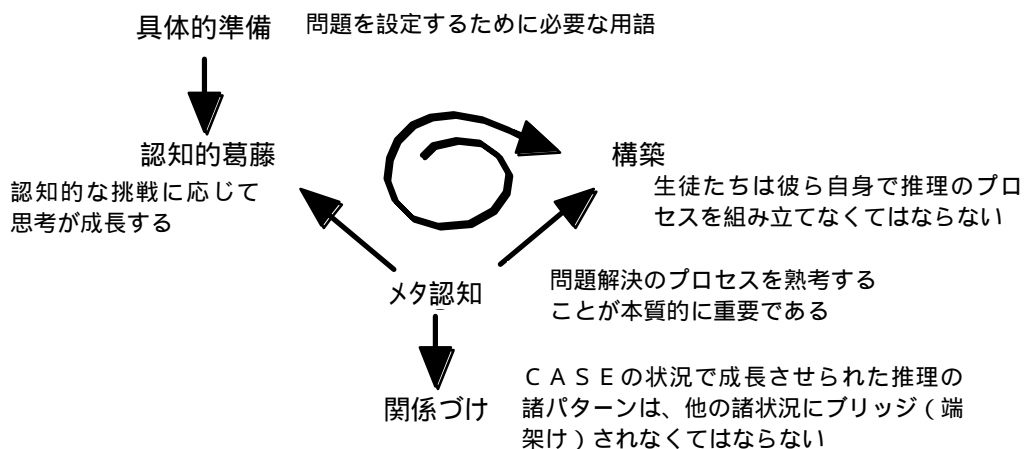 具体的準備
問題を設定するために必要な用語
認知的葛藤
認知的な挑戦に応じて
思考が成長する
構築
生徒たちは彼ら自身で推理のプロ
セスを組み立てなくてはならない
メタ認知
問題解決のプロセスを熟考する
ことが本質的に重要である
関係づけ
ＣＡＳＥの状況で成長させられた推理の
諸パターンは、他の諸状況にブリッジ（端
架け）されなくてはならない